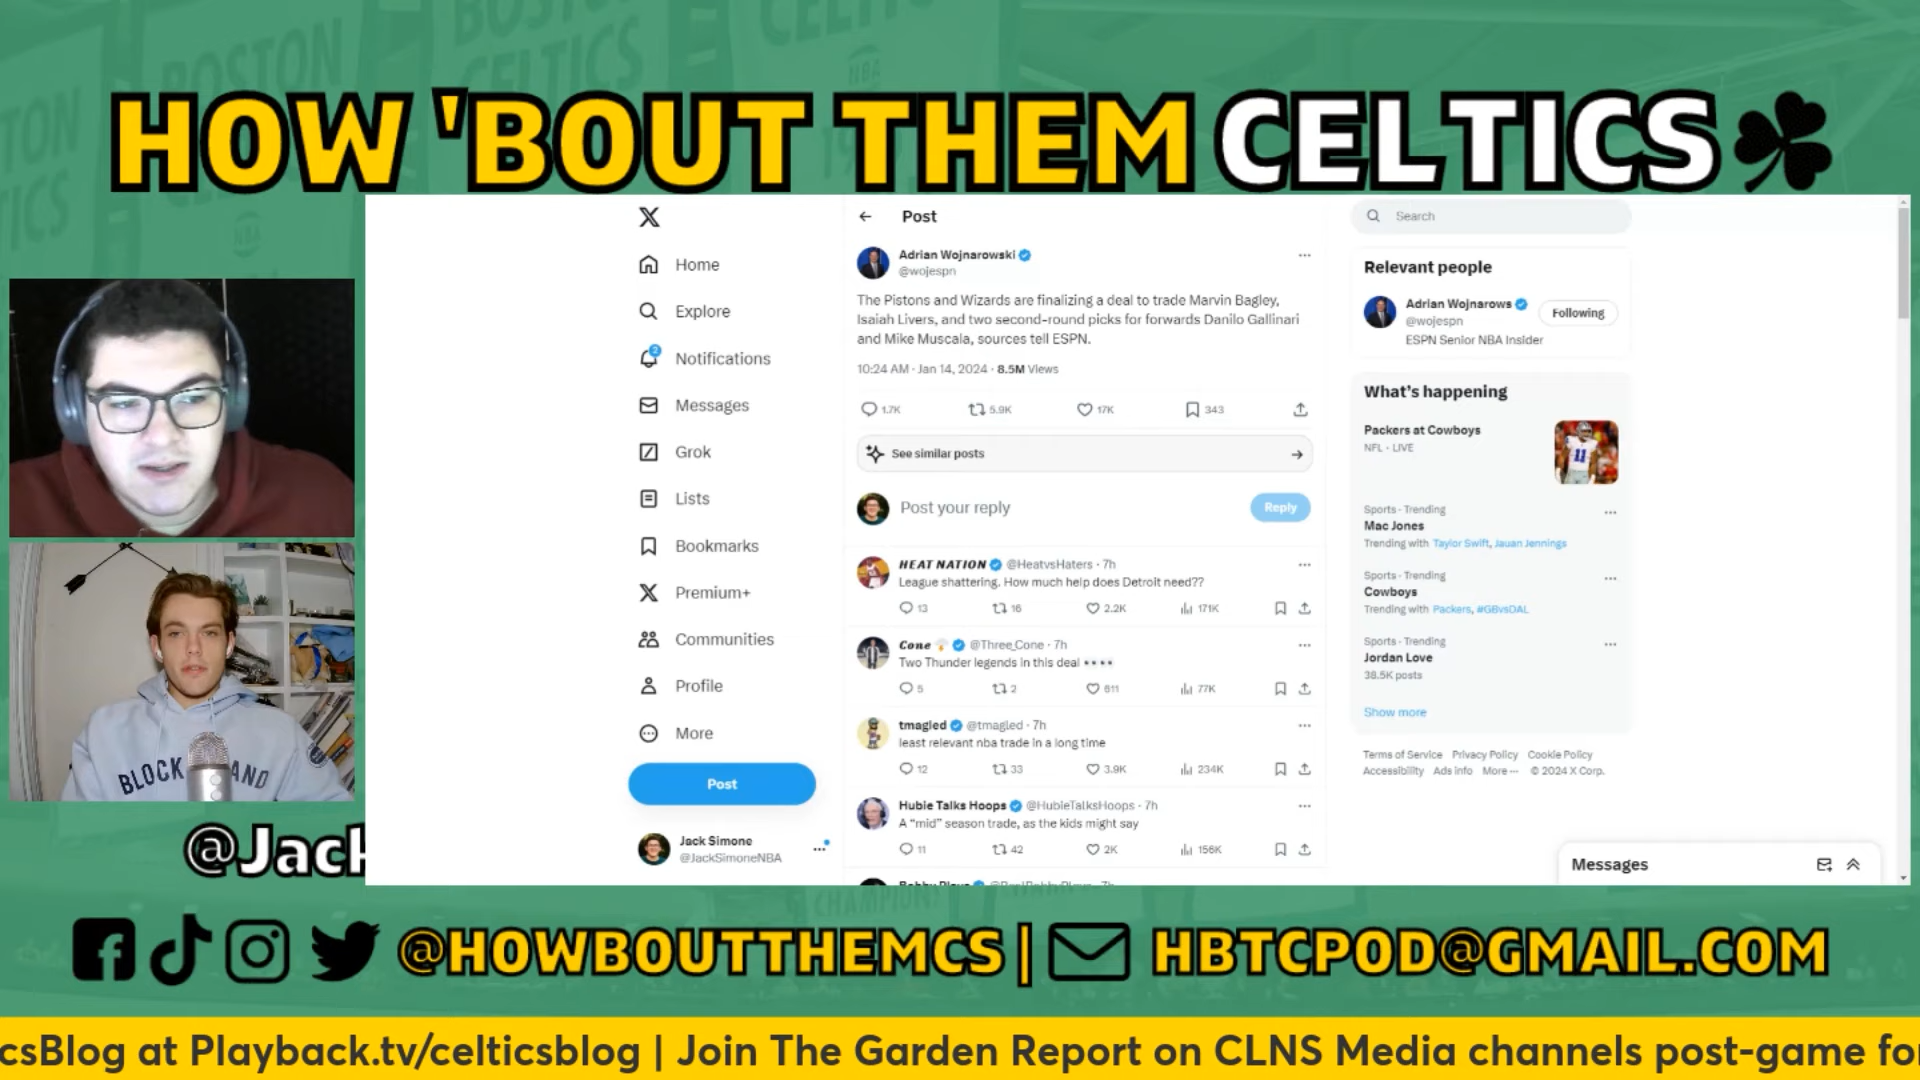 HOW 'BOUT THEM CELTICS
Home
Explore
2
Notifications
Messages
Grok
Lists
Bookmarks
Premium+
Communities
Profile
More
Post
Jack Simone
@JackSimoneNBA
Post
Adrian Wojnarowski
@wojespn
The Pistons and Wizards are finalizing a deal to trade Marvin Bagley,
Isaiah Livers, and two second-round picks for forwards Danilo Gallinari
and Mike Muscala, sources tell ESPN.
10:24 AM · Jan 14, 2024 · 8.5M Views
1.7K 5.9K 17K 343
See similar posts
Post your reply
Reply
HEAT NATION @HeatvsHaters · 7h
League shattering. How much help does Detroit need??
13 16 2.2K 171K
Cone @Three_Cone · 7h
Two Thunder legends in this deal
5 2 611 77K
tmagled @tmagled · 7h
least relevant nba trade in a long time
12 33 3.9K 234K
Hubie Talks Hoops @HubieTalksHoops · 7h
A “mid” season trade, as the kids might say
11 42 2K 156K
Search
Relevant people
Adrian Wojnarows
@wojespn
Following
ESPN Senior NBA Insider
What’s happening
Packers at Cowboys
NFL · LIVE
11
Sports · Trending
Mac Jones
Trending with Taylor Swift, Jauan Jennings
Sports · Trending
Cowboys
Trending with Packers, #GBvsDAL
Sports · Trending
Jordan Love
38.5K posts
Show more
Terms of Service Privacy Policy Cookie Policy
Accessibility Ads info More ··· © 2024 X Corp.
Messages
BLOCK AND
@Jack
@HOWBOUTTHEMCS | HBTCPOD@GMAIL.COM
csBlog at Playback.tv/celticsblog | Join The Garden Report on CLNS Media channels post-game for